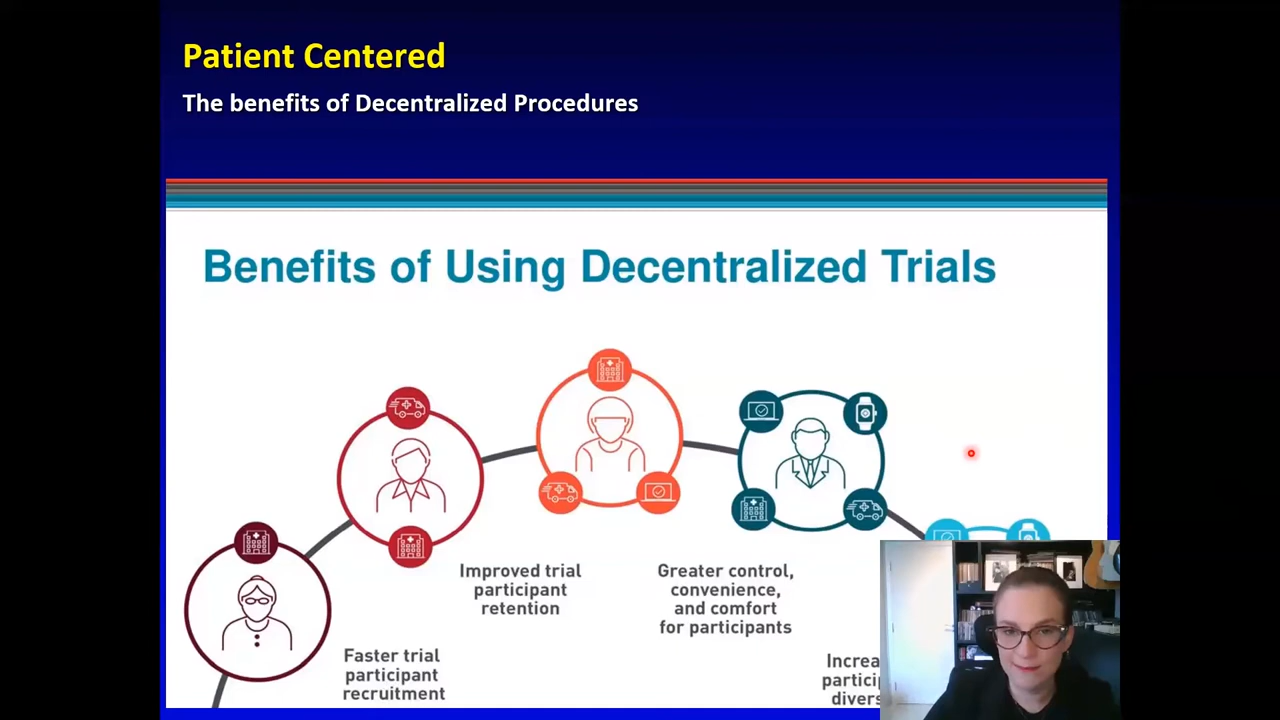 Patient Centered
The benefits of Decentralized Procedures
Benefits of Using Decentralized Trials
Improved trial
participant
retention
Greater control,
convenience,
and comfort
for participants
Faster trial
participant
recruitment
Increa
particip
divers